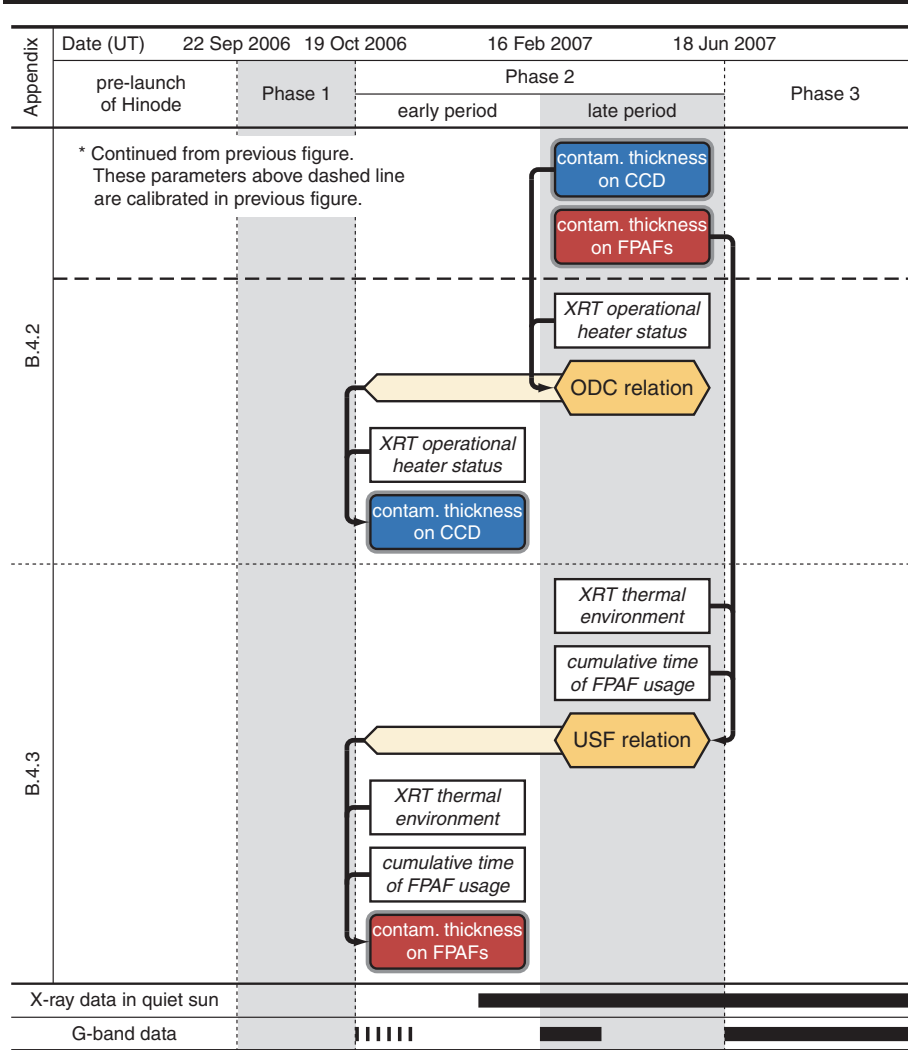 Appendix
Date (UT) 22 Sep 2006 19 Oct 2006 16 Feb 2007 18 Jun 2007
pre-launch
of Hinode
Phase 1
Phase 2
early period late period
Phase 3
* Continued from previous figure.
These parameters above dashed line
are calibrated in previous figure.
contam. thickness
on CCD
contam. thickness
on FPAFs
B.4.2
XRT operational
heater status
ODC relation
XRT operational
heater status
contam. thickness
on CCD
B.4.3
XRT thermal
environment
cumulative time
of FPAF usage
USF relation
XRT thermal
environment
cumulative time
of FPAF usage
contam. thickness
on FPAFs
X-ray data in quiet sun
G-band data